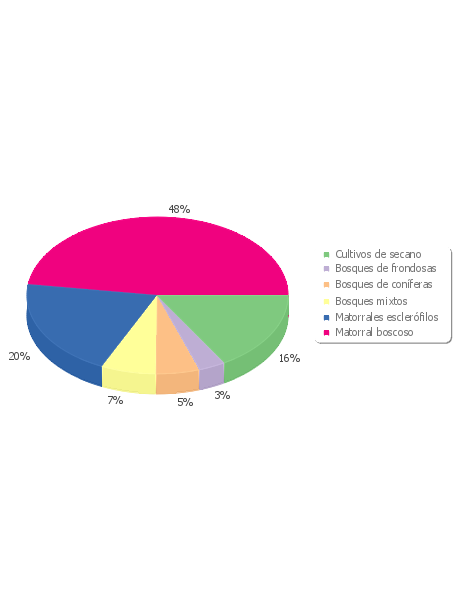 48%
20%
7%
5%
3%
16%
Cultivos de secano
Bosques de frondosas
Bosques de coníferas
Bosques mixtos
Matorrales esclerófilos
Matorral boscoso